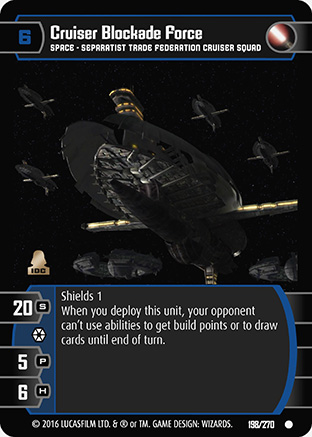 6
Cruiser Blockade Force
SPACE - SEPARATIST TRADE FEDERATION CRUISER SQUAD
IDC
20 S
5 P
6 H
Shields 1
When you deploy this unit, your opponent
can't use abilities to get build points or to draw
cards until end of turn.
© 2016 LUCASFILM LTD. & ® or TM. GAME DESIGN: WIZARDS.
198/270